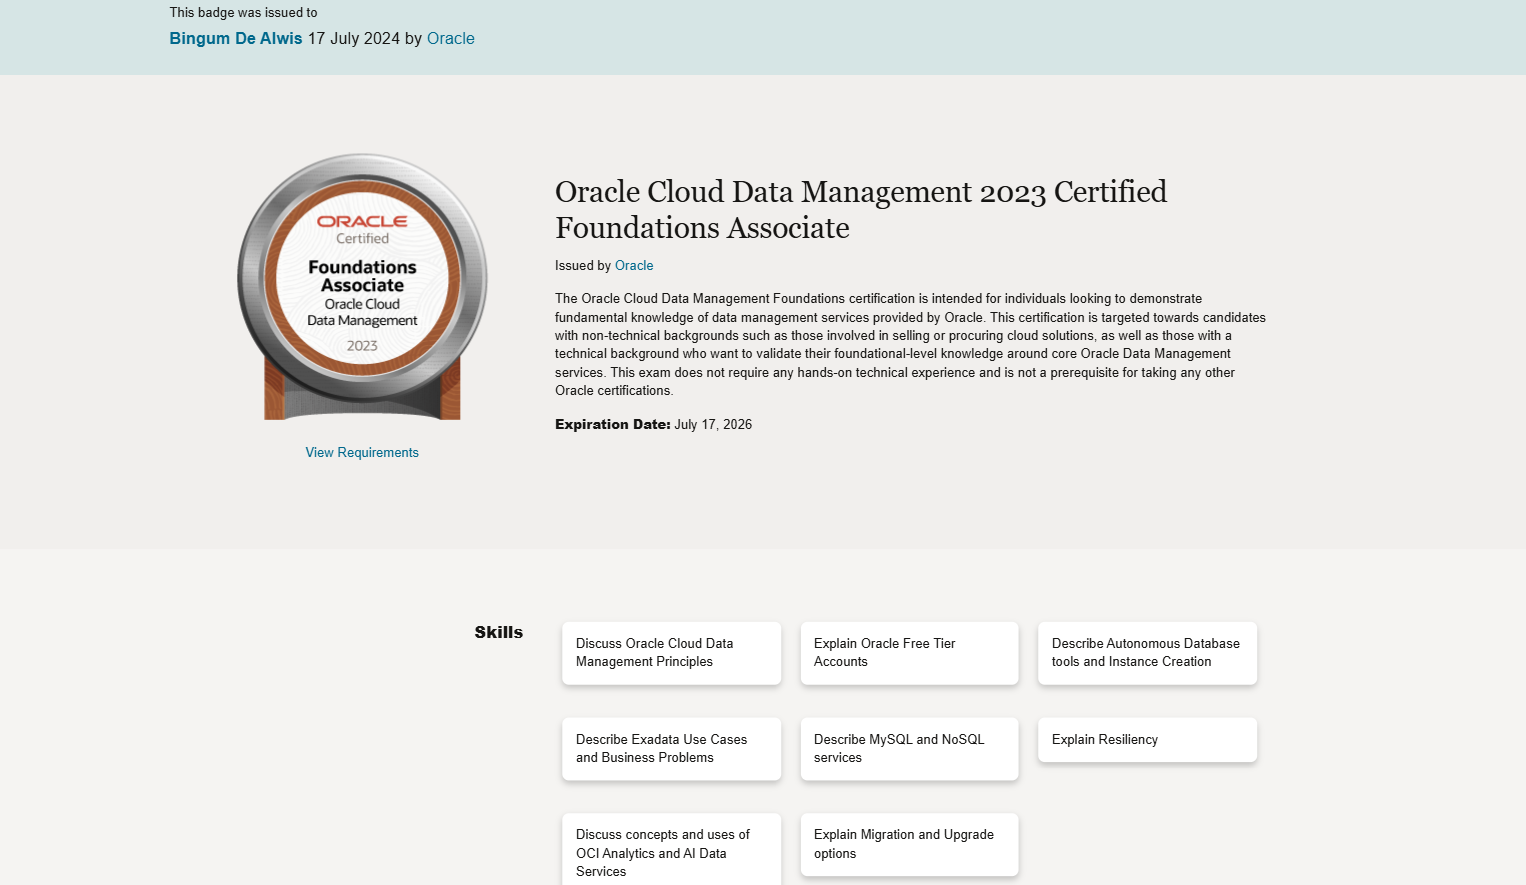 This badge was issued to
Bingum De Alwis 17 July 2024 by Oracle
ORACLE
Certified
Foundations
Associate
Oracle Cloud
Data Management
2023
View Requirements
Oracle Cloud Data Management 2023 Certified
Foundations Associate
Issued by Oracle
The Oracle Cloud Data Management Foundations certification is intended for individuals looking to demonstrate
fundamental knowledge of data management services provided by Oracle. This certification is targeted towards candidates
with non-technical backgrounds such as those involved in selling or procuring cloud solutions, as well as those with a
technical background who want to validate their foundational-level knowledge around core Oracle Data Management
services. This exam does not require any hands-on technical experience and is not a prerequisite for taking any other
Oracle certifications.
Expiration Date: July 17, 2026
Skills
Discuss Oracle Cloud Data
Management Principles
Explain Oracle Free Tier
Accounts
Describe Autonomous Database
tools and Instance Creation
Describe Exadata Use Cases
and Business Problems
Describe MySQL and NoSQL
services
Explain Resiliency
Discuss concepts and uses of
OCI Analytics and AI Data
Services
Explain Migration and Upgrade
options